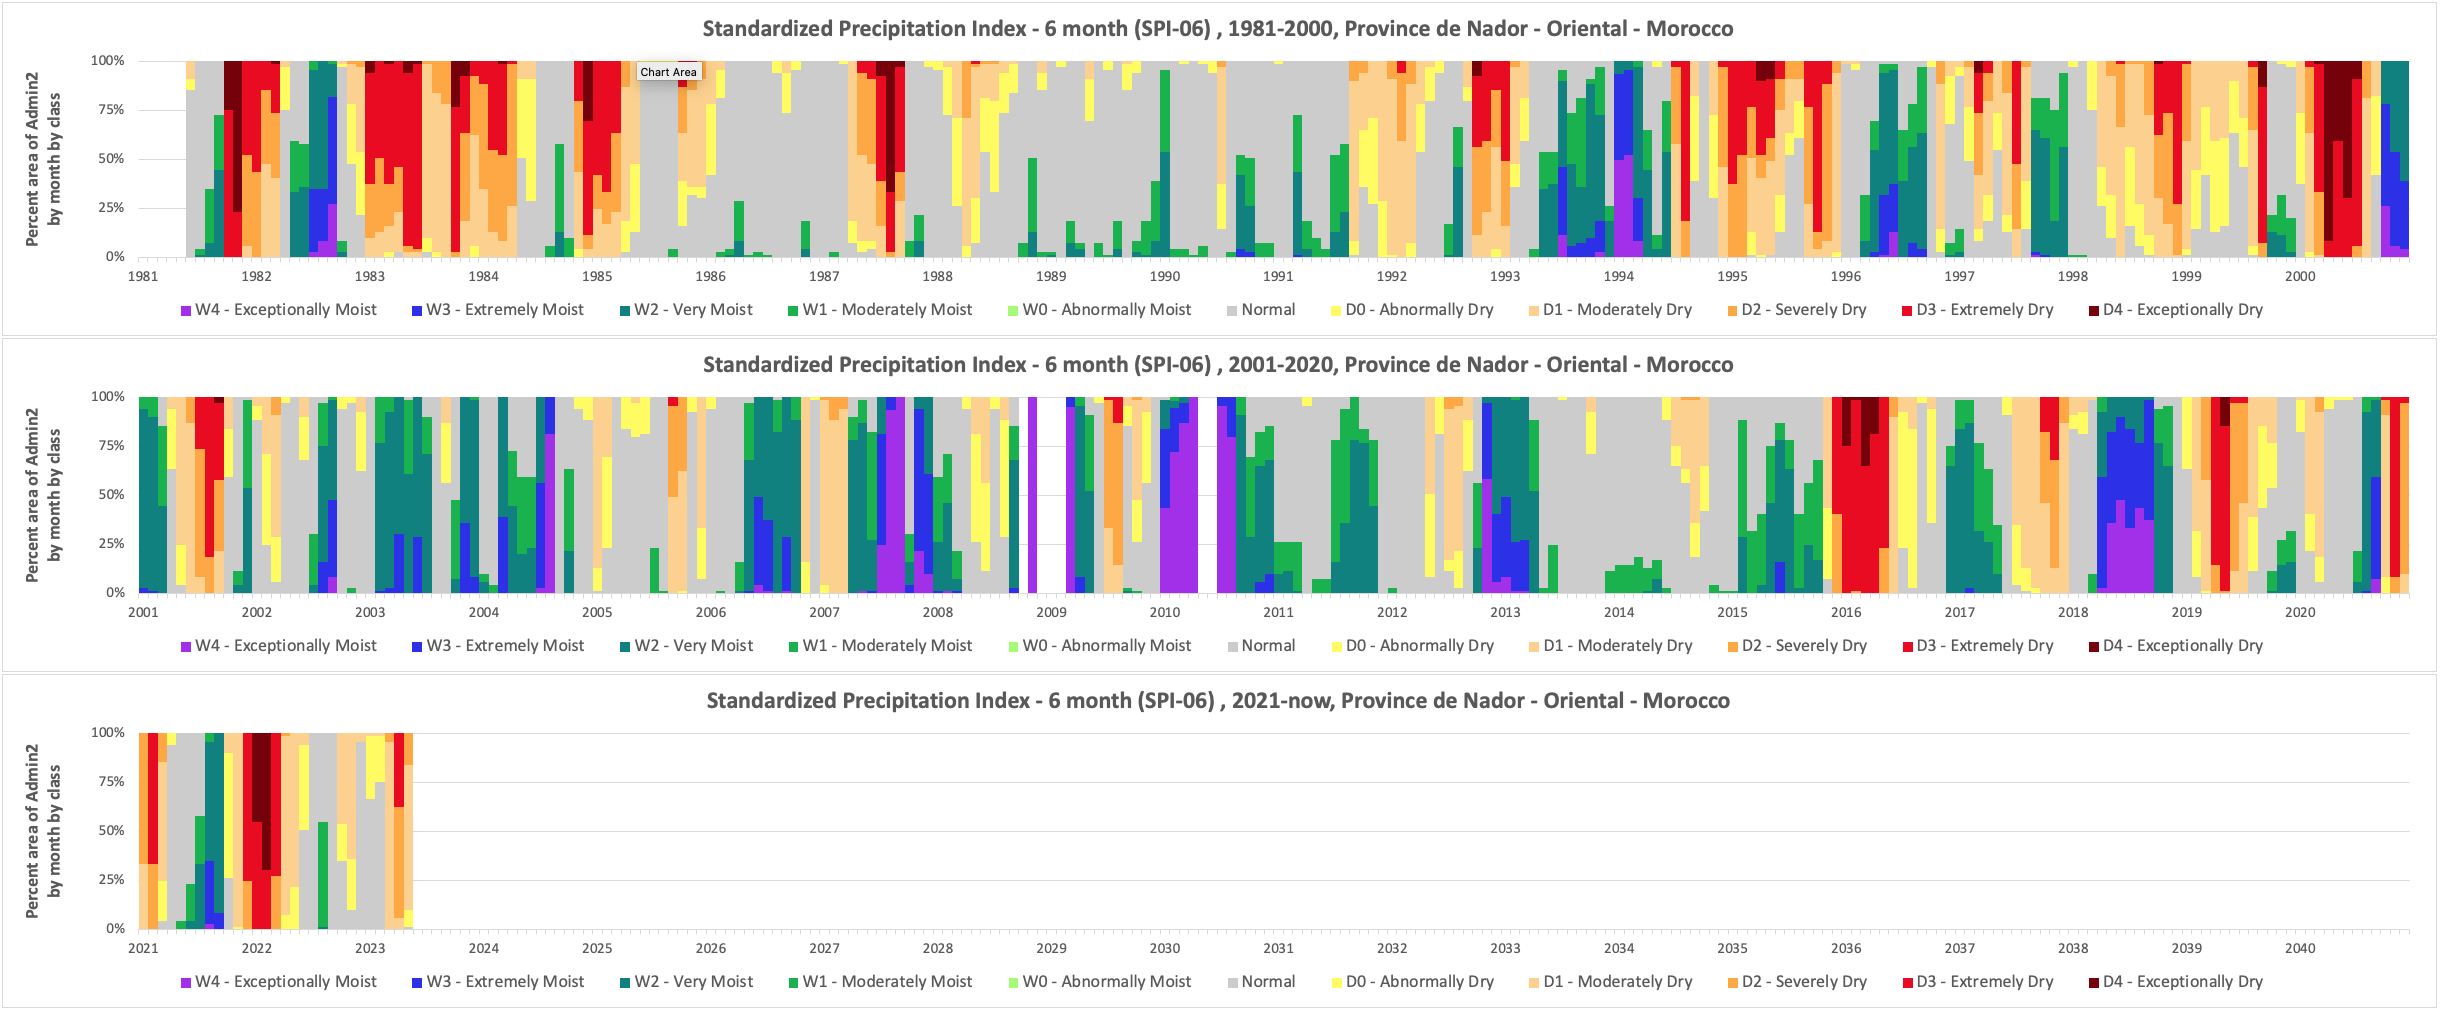 Standardized Precipitation Index - 6 month (SPI-06) , 1981-2000, Province de Nador - Oriental - Morocco
Percent area of Admin2
by month by class
100%
75%
50%
25%
0%
Chart Area
1981 1982 1983 1984 1985 1986 1987 1988 1989 1990 1991 1992 1993 1994 1995 1996 1997 1998 1999 2000
W4 - Exceptionally Moist W3 - Extremely Moist W2 - Very Moist W1 - Moderately Moist W0 - Abnormally Moist Normal D0 - Abnormally Dry D1 - Moderately Dry D2 - Severely Dry D3 - Extremely Dry D4 - Exceptionally Dry
Standardized Precipitation Index - 6 month (SPI-06) , 2001-2020, Province de Nador - Oriental - Morocco
Percent area of Admin2
by month by class
100%
75%
50%
25%
0%
2001 2002 2003 2004 2005 2006 2007 2008 2009 2010 2011 2012 2013 2014 2015 2016 2017 2018 2019 2020
W4 - Exceptionally Moist W3 - Extremely Moist W2 - Very Moist W1 - Moderately Moist W0 - Abnormally Moist Normal D0 - Abnormally Dry D1 - Moderately Dry D2 - Severely Dry D3 - Extremely Dry D4 - Exceptionally Dry
Standardized Precipitation Index - 6 month (SPI-06) , 2021-now, Province de Nador - Oriental - Morocco
Percent area of Admin2
by month by class
100%
75%
50%
25%
0%
2021 2022 2023 2024 2025 2026 2027 2028 2029 2030 2031 2032 2033 2034 2035 2036 2037 2038 2039 2040
W4 - Exceptionally Moist W3 - Extremely Moist W2 - Very Moist W1 - Moderately Moist W0 - Abnormally Moist Normal D0 - Abnormally Dry D1 - Moderately Dry D2 - Severely Dry D3 - Extremely Dry D4 - Exceptionally Dry